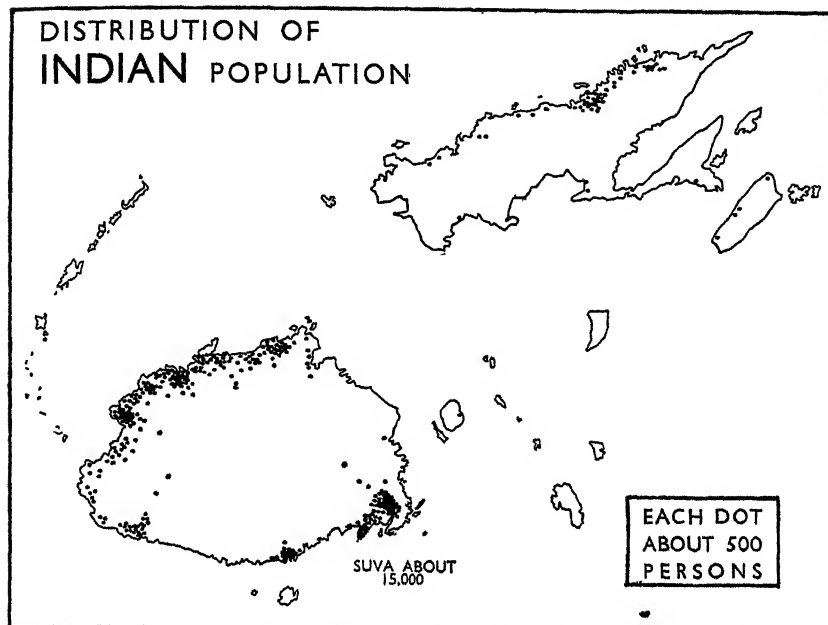 DISTRIBUTION OF
INDIAN POPULATION
SUVA ABOUT
15,000
EACH DOT
ABOUT 500
PERSONS